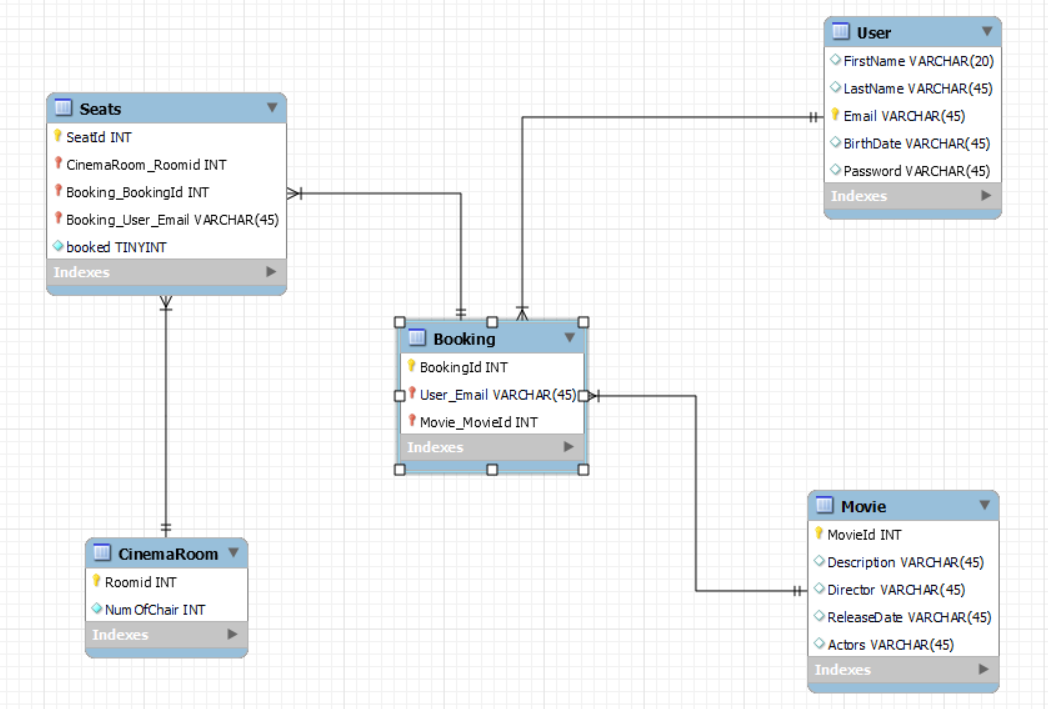 User
FirstName VARCHAR(20)
LastName VARCHAR(45)
Email VARCHAR(45)
BirthDate VARCHAR(45)
Password VARCHAR(45)
Indexes
Seats
SeatId INT
CinemaRoom_Roomid INT
Booking_BookingId INT
Booking_User_Email VARCHAR(45)
booked TINYINT
Indexes
Booking
BookingId INT
User_Email VARCHAR(45)
Movie_MovieId INT
Indexes
CinemaRoom
Roomid INT
NumOfChair INT
Indexes
Movie
MovieId INT
Description VARCHAR(45)
Director VARCHAR(45)
ReleaseDate VARCHAR(45)
Actors VARCHAR(45)
Indexes